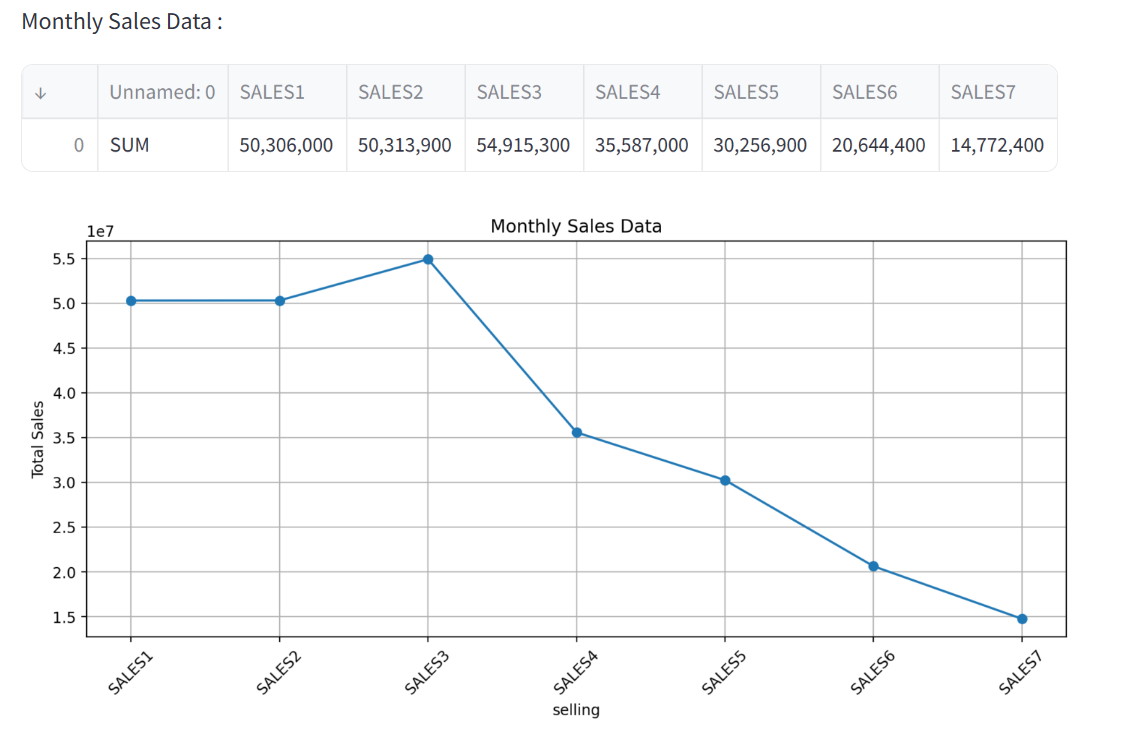 Monthly Sales Data :
↓ Unnamed: 0 SALES1 SALES2 SALES3 SALES4 SALES5 SALES6 SALES7
0 SUM 50,306,000 50,313,900 54,915,300 35,587,000 30,256,900 20,644,400 14,772,400
Monthly Sales Data
1e7
5.5
5.0
4.5
4.0
3.5
3.0
2.5
2.0
1.5
Total Sales
SALES1 SALES2 SALES3 SALES4 SALES5 SALES6 SALES7
selling